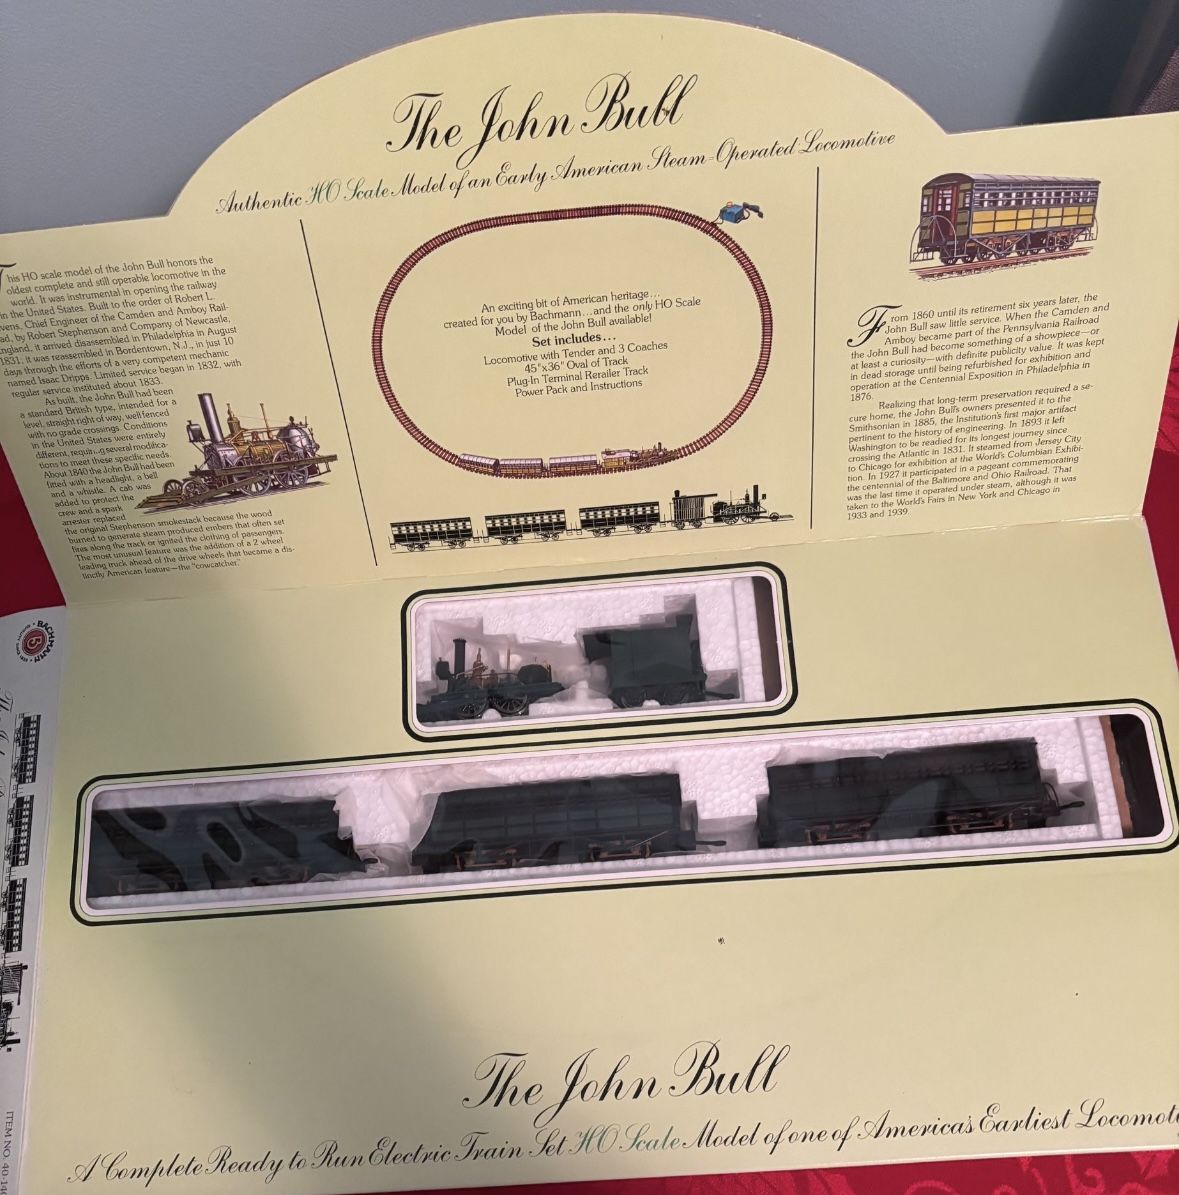 The John Bull
Authentic HO Scale Model of an Early American Steam-Operated Locomotive
his HO scale model of the John Bull honors the
oldest complete and still operable locomotive in the
world. It was instrumental in opening the railway
in the United States. Built to the order of Robert L.
vens, Chief Engineer of the Camden and Amboy Rail-
ad, by Robert Stephenson and Company of Newcastle,
ngland, it arrived disassembled in Philadelphia in August
1831, it was reassembled in Bordentown, N.J., in just 10
days through the efforts of a very competent mechanic
named Isaac Dripps. Limited service began in 1832, with
regular service instituted about 1833.
As built, the John Bull had been
a standard British type, intended for a
level, straight right of way, well fenced
with no grade crossings. Conditions
in the United States were entirely
different, requiring several modifica-
tions to meet these specific needs.
About 1840 the John Bull had been
fitted with a headlight, a bell
and a whistle. A cab was
added to protect the
crew and a spark
arrester replaced
the original Stephenson smokestack because the wood
burned to generate steam produced embers that often set
fires along the track or ignited the clothing of passengers.
The most unusual feature was the addition of a 2 wheel
leading truck ahead of the drive wheels that became a dis-
tinctly American feature—the "cowcatcher."
An exciting bit of American heritage...
created for you by Bachmann...and the only HO Scale
Model of the John Bull available!
Set includes...
Locomotive with Tender and 3 Coaches
45"x36" Oval of Track
Plug-In Terminal Rerailer Track
Power Pack and Instructions
From 1860 until its retirement six years later, the
John Bull saw little service. When the Camden and
Amboy became part of the Pennsylvania Railroad
the John Bull had become something of a showpiece—or
at least a curiosity—with definite publicity value. It was kept
in dead storage until being refurbished for exhibition and
operation at the Centennial Exposition in Philadelphia in
1876.
Realizing that long-term preservation required a se-
cure home, the John Bull's owners presented it to the
Smithsonian in 1885, the Institution's first major artifact
pertinent to the history of engineering. In 1893 it left
Washington to be readied for its longest journey since
crossing the Atlantic in 1831. It steamed from Jersey City
to Chicago for exhibition at the World's Columbian Exhibi-
tion. In 1927 it participated in a pageant commemorating
the centennial of the Baltimore and Ohio Railroad. That
was the last time it operated under steam, although it was
taken to the World's Fairs in New York and Chicago in
1933 and 1939.
BACHMANN
B
The John Bull
A Complete Ready to Run Electric Train Set HO Scale Model of one of America's Earliest Locomot
ITEM NO. 40-14